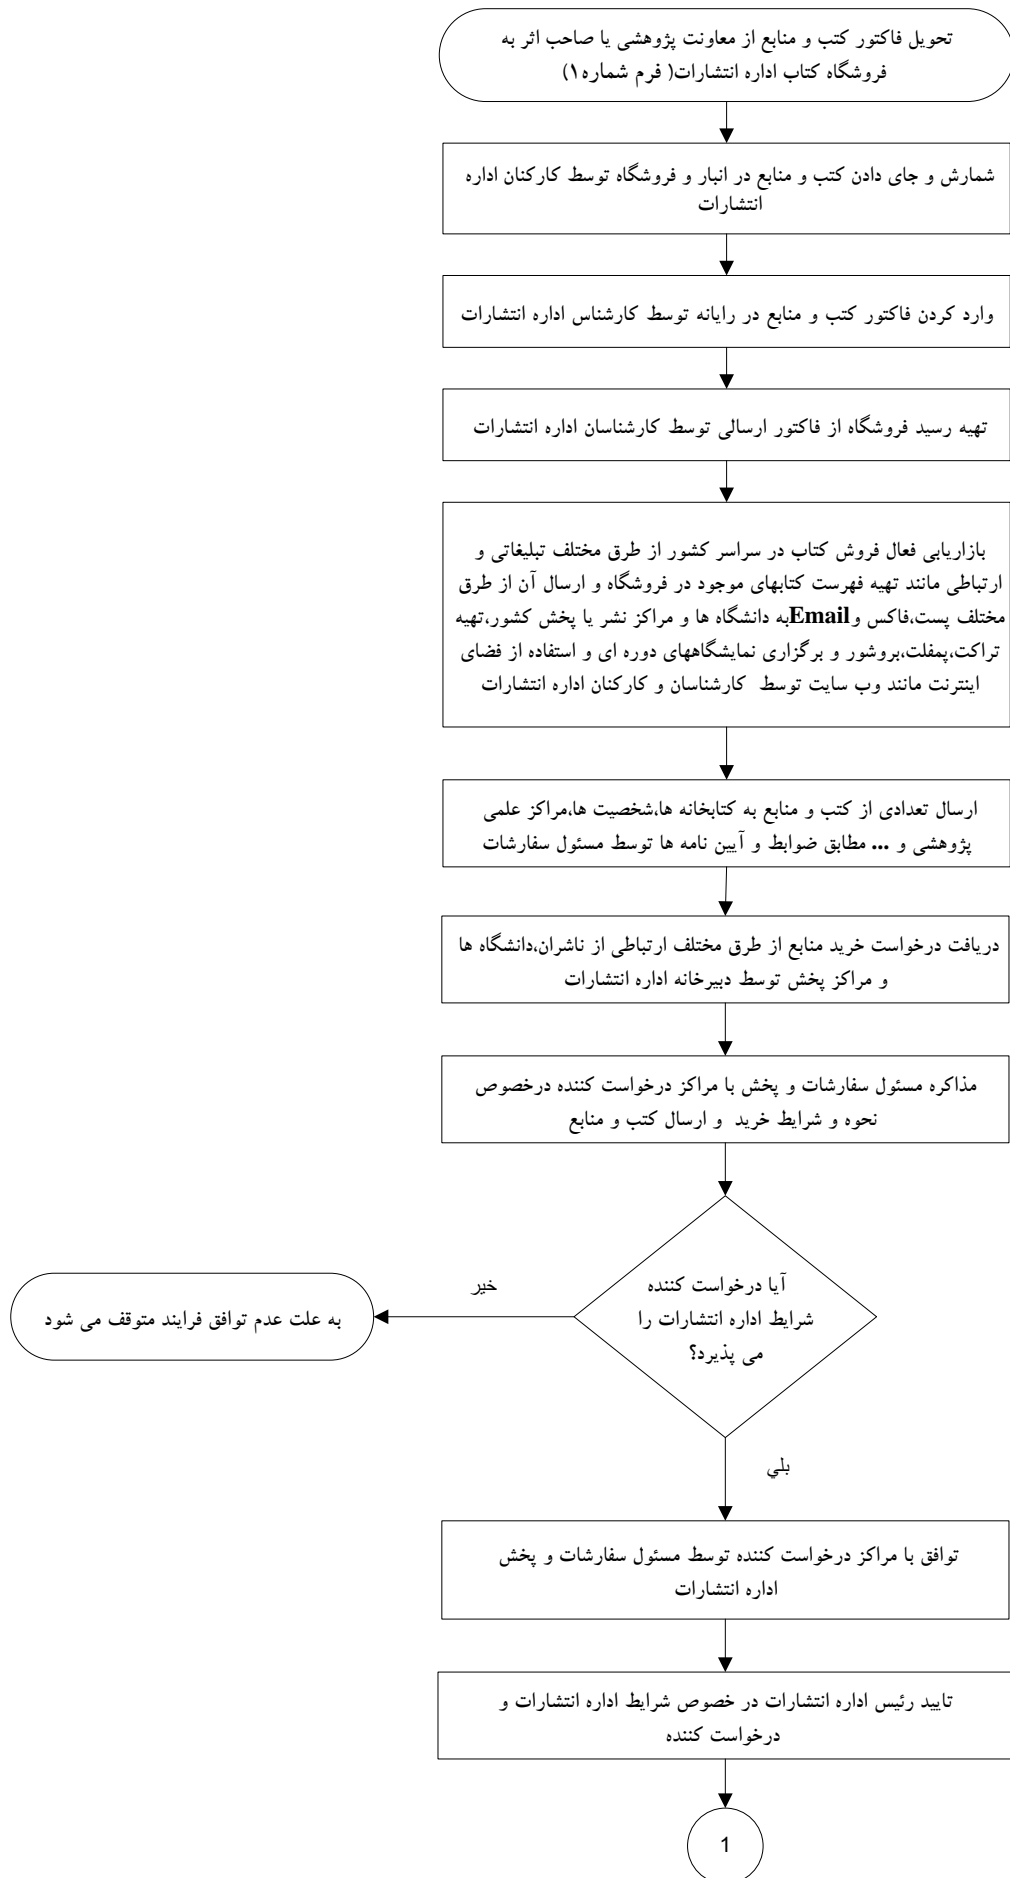 تحویل فاکتور کتب و منابع از معاونت پژوهشی یا صاحب اثر به
فروشگاه کتاب اداره انتشارات( فرم شماره ۱)
شمارش و جای دادن کتب و منابع در انبار و فروشگاه توسط کارکنان اداره
انتشارات
وارد کردن فاکتور کتب و منابع در رایانه توسط کارشناس اداره انتشارات
تهیه رسید فروشگاه از فاکتور ارسالی توسط کارشناسان اداره انتشارات
بازاریابی فعال فروش کتاب در سراسر کشور از طرق مختلف تبلیغاتی و
ارتباطی مانند تهیه فهرست کتابهای موجود در فروشگاه و ارسال آن از طرق
مختلف پست،فاکس و Emailبه دانشگاه ها و مراکز نشر یا پخش کشور،تهیه
تراکت،پمفلت،بروشور و برگزاری نمایشگاههای دوره ای و استفاده از فضای
اینترنت مانند وب سایت توسط کارشناسان و کارکنان اداره انتشارات
ارسال تعدادی از کتب و منابع به کتابخانه ها،شخصیت ها،مراکز علمی
پژوهشی و ... مطابق ضوابط و آیین نامه ها توسط مسئول سفارشات
دریافت درخواست خرید منابع از طرق مختلف ارتباطی از ناشران،دانشگاه ها
و مراکز پخش توسط دبیرخانه اداره انتشارات
مذاکره مسئول سفارشات و پخش با مراکز درخواست کننده درخصوص
نحوه و شرایط خرید و ارسال کتب و منابع
آیا درخواست کننده
شرایط اداره انتشارات را
می پذیرد؟
خیر
به علت عدم توافق فرایند متوقف می شود
بلي
توافق با مراکز درخواست کننده توسط مسئول سفارشات و پخش
اداره انتشارات
تایید رئیس اداره انتشارات در خصوص شرایط اداره انتشارات و
درخواست کننده
1